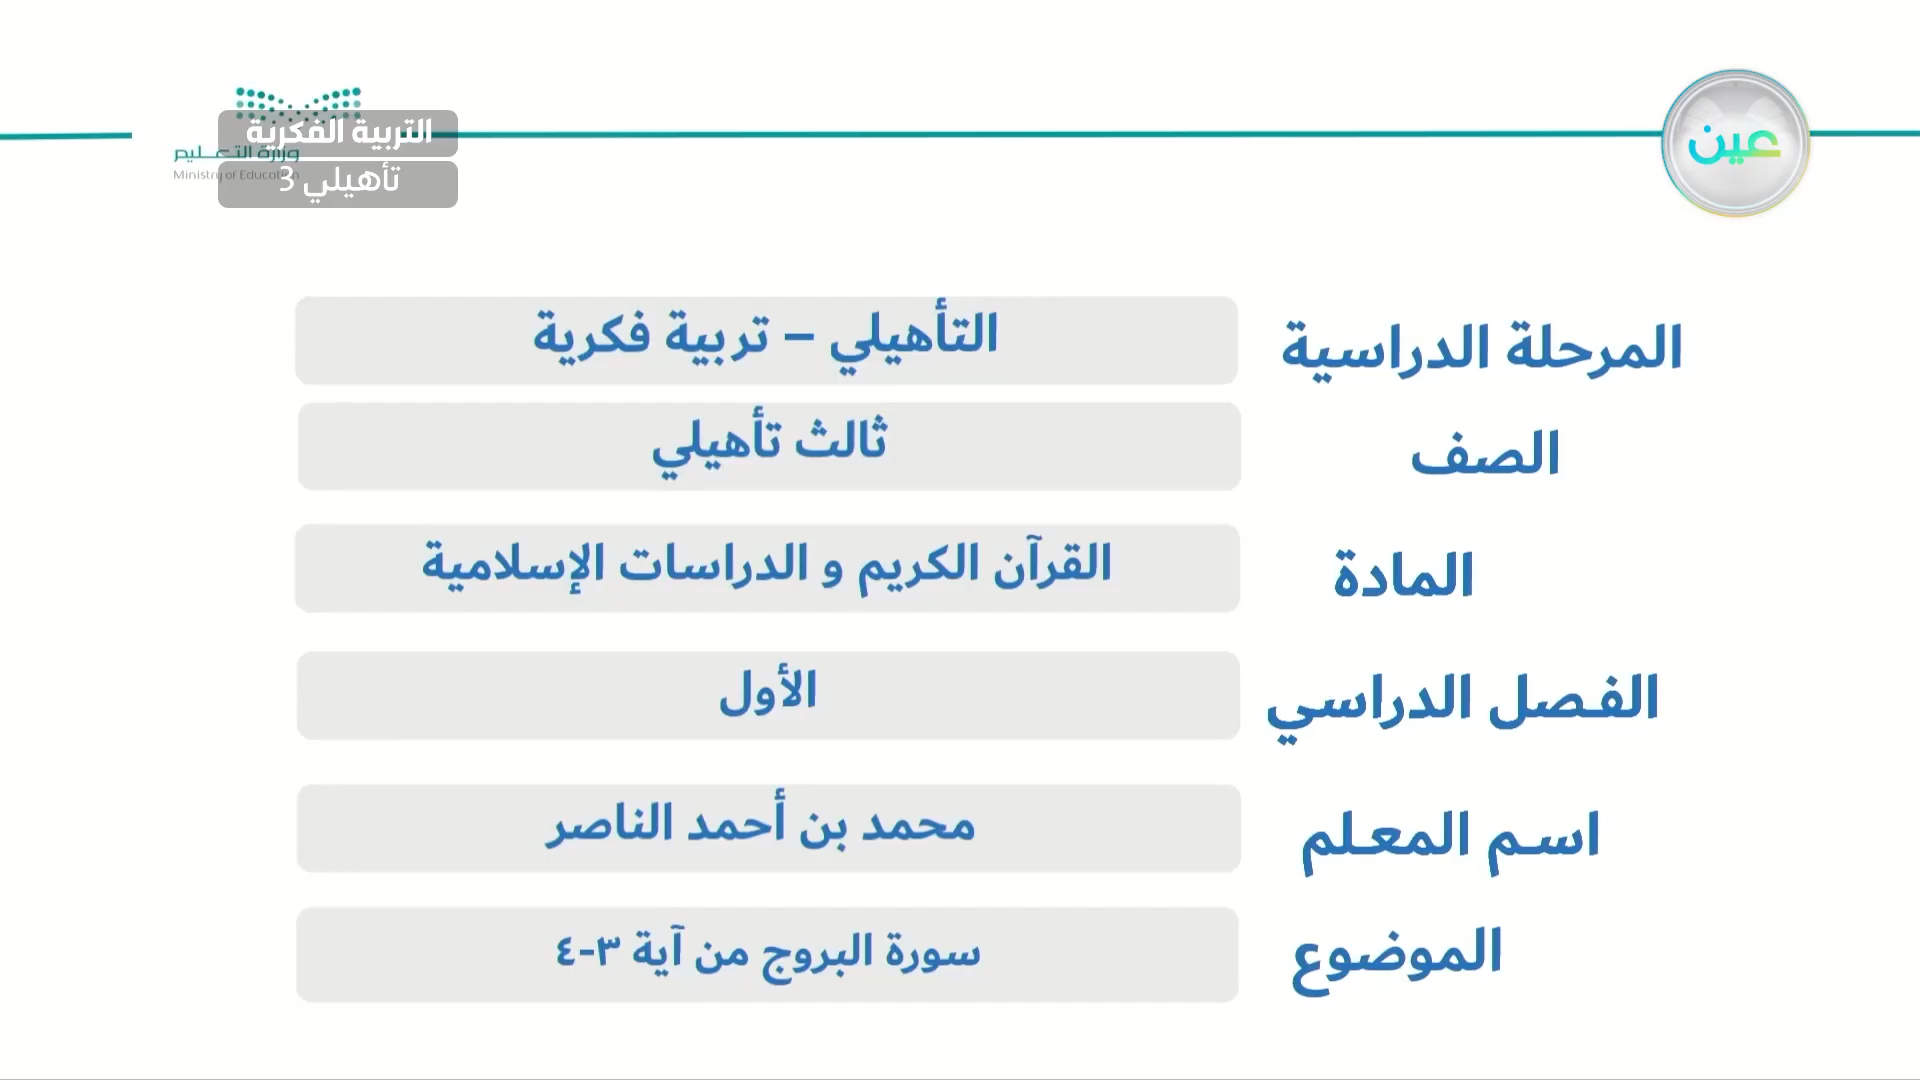 عين
وزارة التعليم
Ministry of Education
التربية الفكرية
تأهيلي 3
المرحلة الدراسية
التأهيلي – تربية فكرية
الصف
ثالث تأهيلي
المادة
القرآن الكريم و الدراسات الإسلامية
الفصل الدراسي
الأول
اسم المعلم
محمد بن أحمد الناصر
الموضوع
سورة البروج من آية ٣-٤